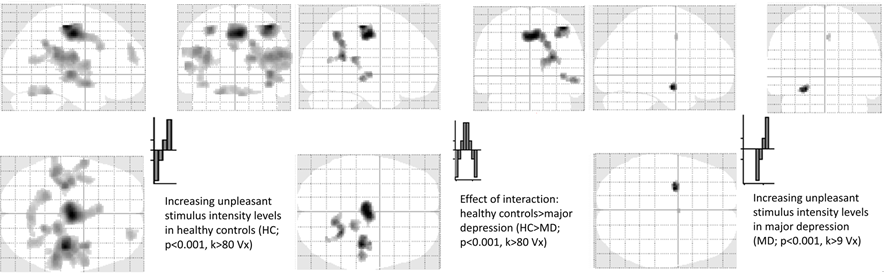 Increasing unpleasant
stimulus intensity levels
in healthy controls (HC;
p<0.001, k>80 Vx)
Effect of interaction:
healthy controls>major
depression (HC>MD;
p<0.001, k>80 Vx)
Increasing unpleasant
stimulus intensity levels
in major depression
(MD; p<0.001, k>9 Vx)